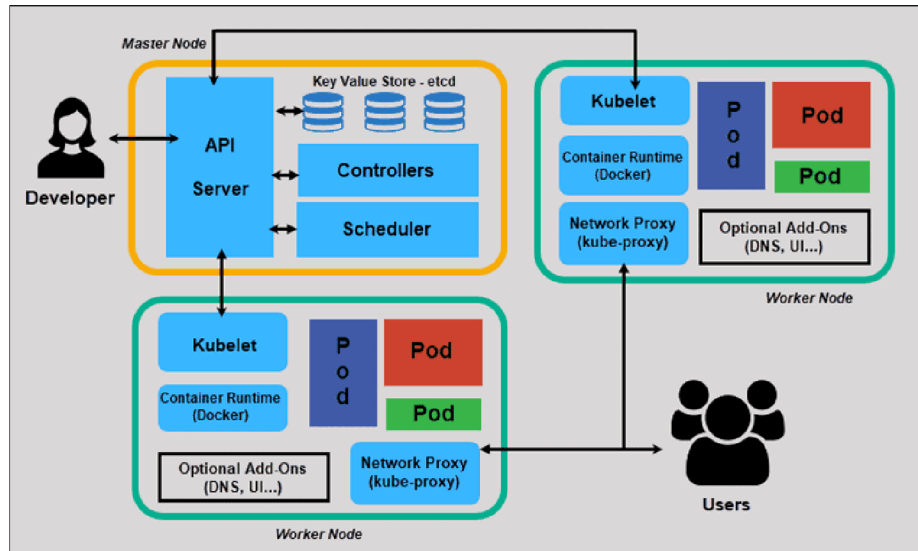 Master Node
Key Value Store - etcd
API
Server
Controllers
Scheduler
Developer
Kubelet
Container Runtime
(Docker)
Network Proxy
(kube-proxy)
P
o
d
Pod
Pod
Optional Add-Ons
(DNS, UI...)
Worker Node
Kubelet
Container Runtime
(Docker)
P
o
d
Pod
Pod
Optional Add-Ons
(DNS, UI...)
Network Proxy
(kube-proxy)
Worker Node
Users